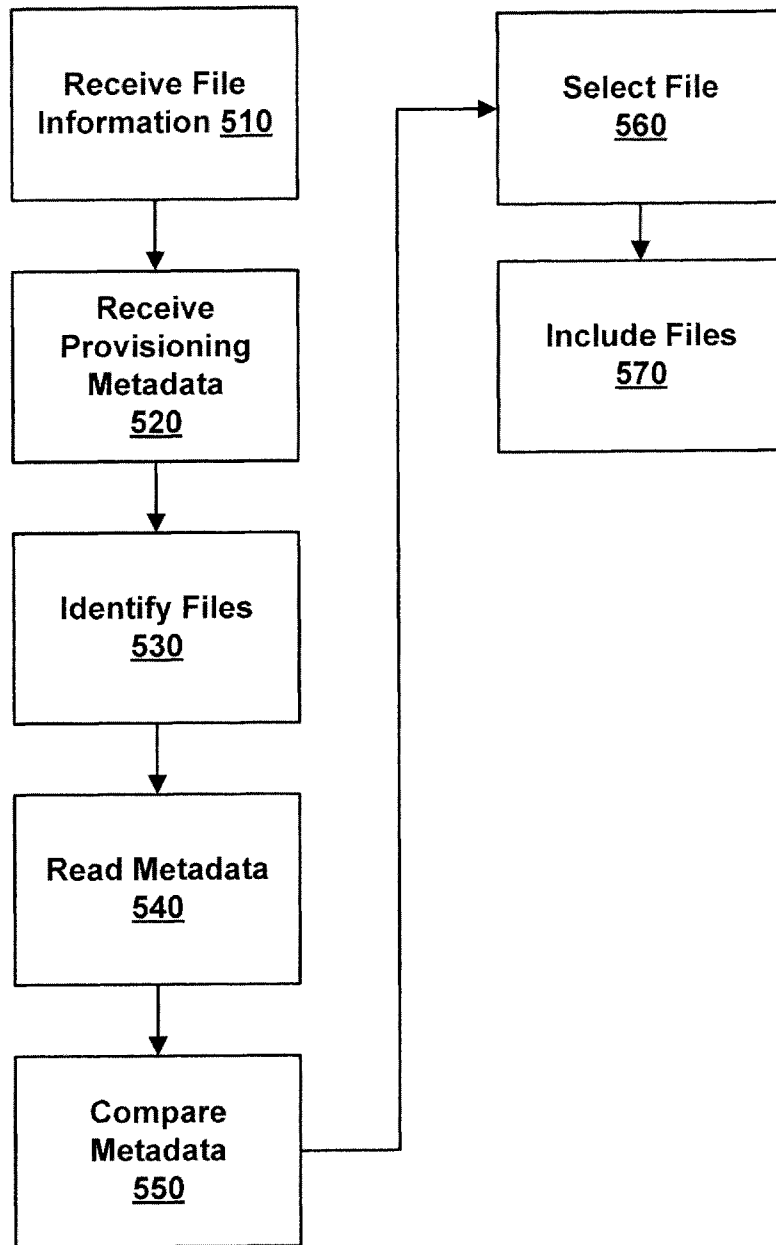 Receive File
Information 510
Receive
Provisioning
Metadata
520
Identify Files
530
Read Metadata
540
Compare
Metadata
550
Select File
560
Include Files
570